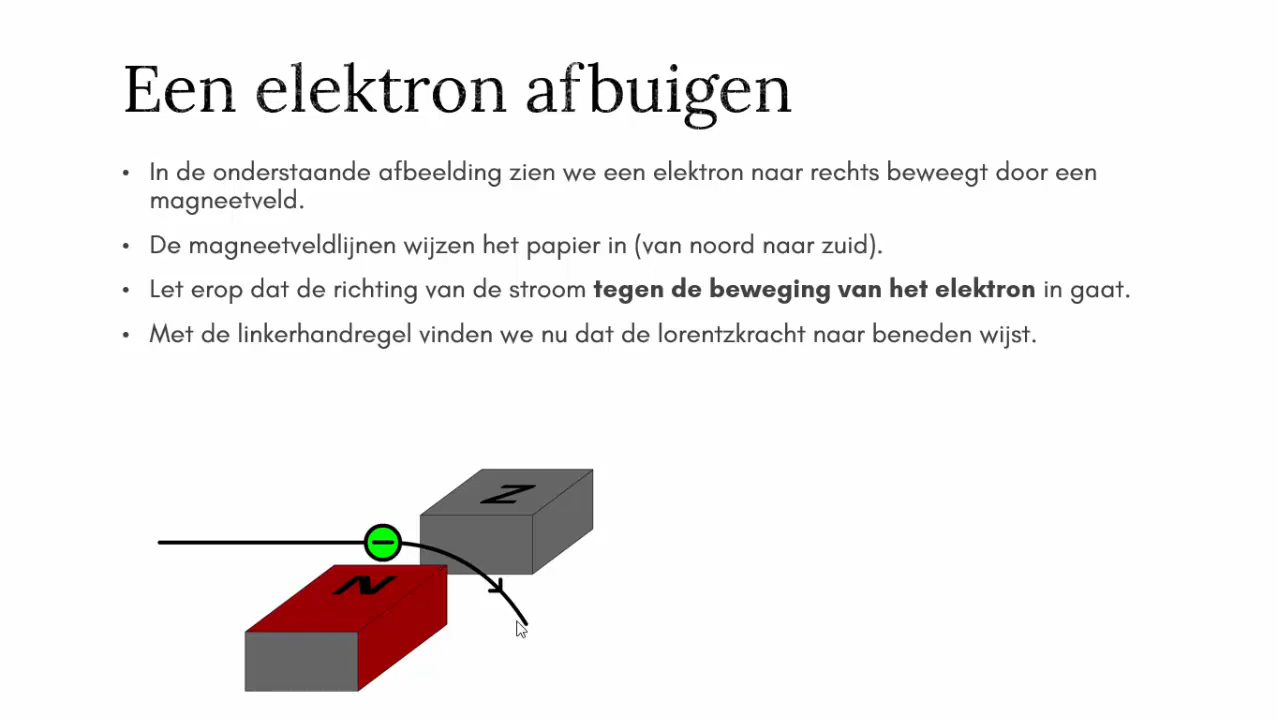 Een elektron afbuigen
• In de onderstaande afbeelding zien we een elektron naar rechts beweegt door een
magneetveld.
• De magneetveldlijnen wijzen het papier in (van noord naar zuid).
• Let erop dat de richting van de stroom tegen de beweging van het elektron in gaat.
• Met de linkerhandregel vinden we nu dat de lorentzkracht naar beneden wijst.
Z
N